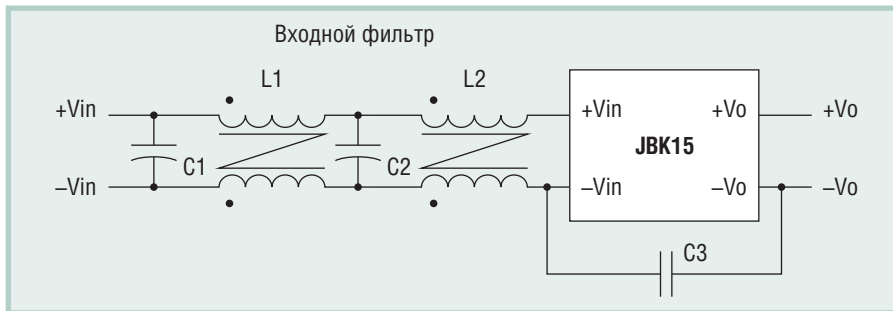 Входной фильтр
L1
L2
+Vin
+Vin
+Vo
+Vo
JBK15
C1
C2
–Vin
–Vin
–Vo
–Vo
C3